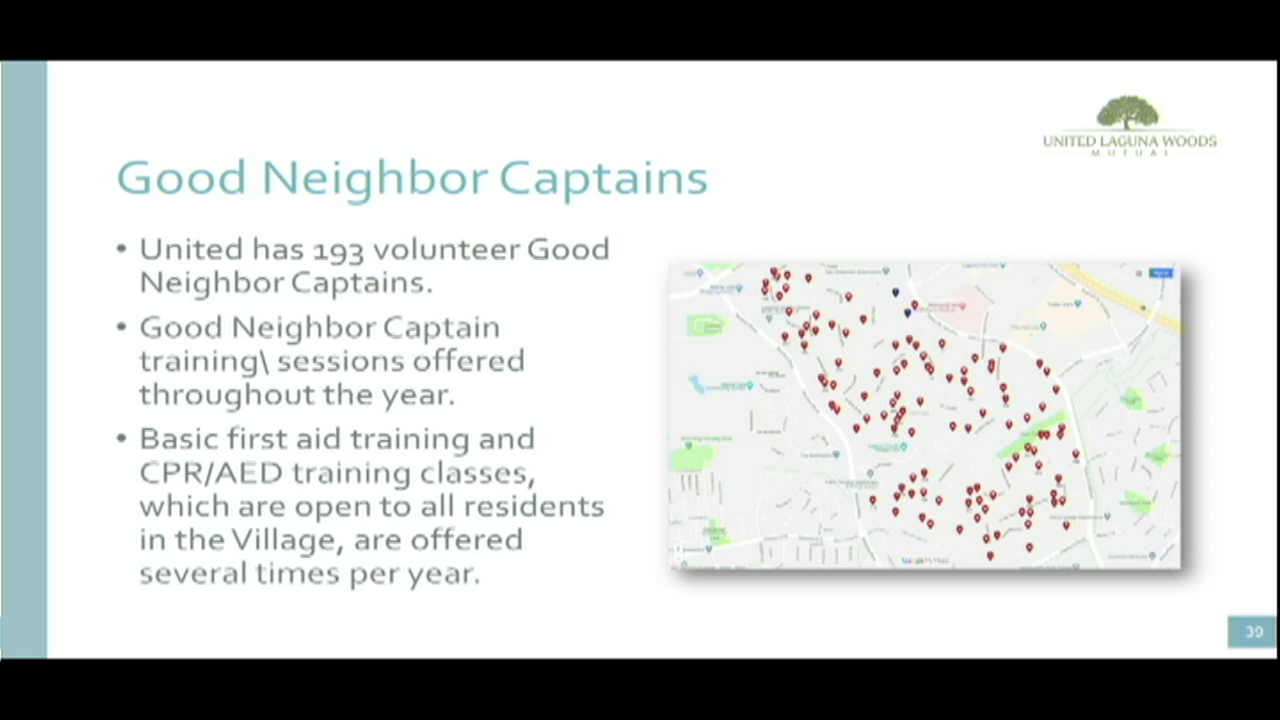 UNITED LAGUNA WOODS
MUTUAL
Good Neighbor Captains
• United has 193 volunteer Good
Neighbor Captains.
• Good Neighbor Captain
training\ sessions offered
throughout the year.
• Basic first aid training and
CPR/AED training classes,
which are open to all residents
in the Village, are offered
several times per year.
39